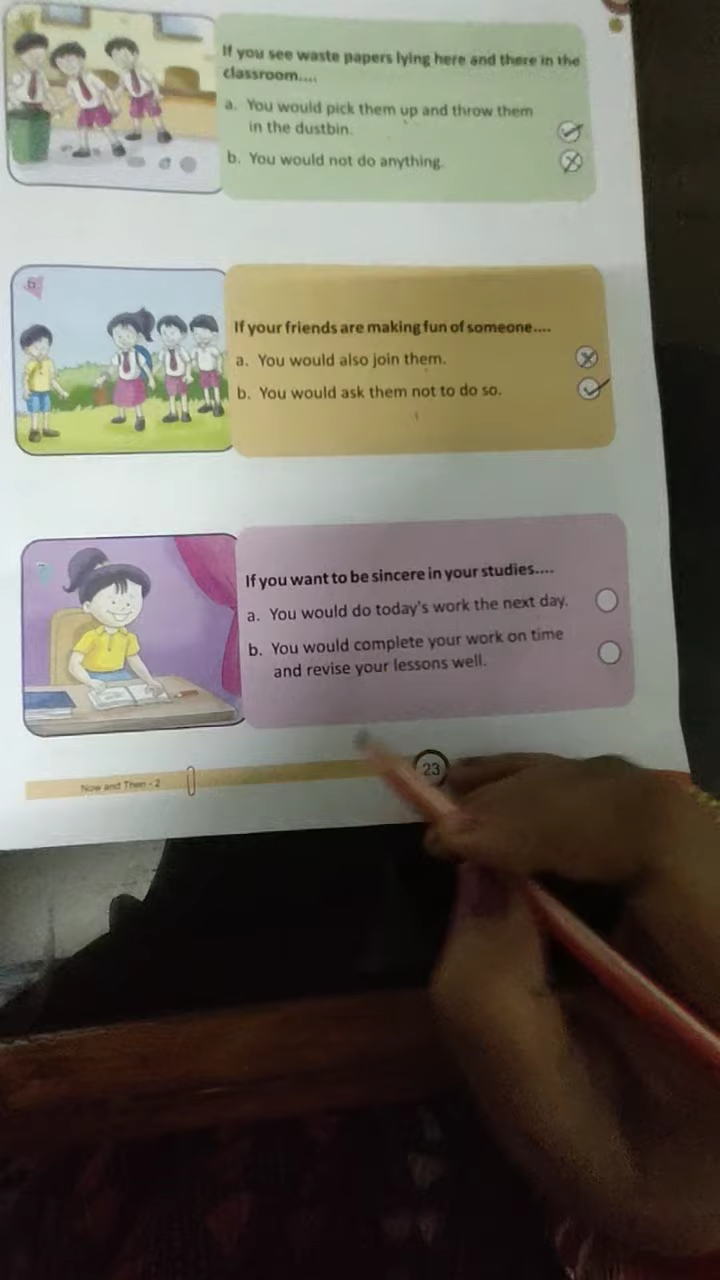 If you see waste papers lying here and there in the
classroom....
a. You would pick them up and throw them
in the dustbin.
b. You would not do anything.
6
If your friends are making fun of someone....
a. You would also join them.
b. You would ask them not to do so.
7
If you want to be sincere in your studies....
a. You would do today's work the next day.
b. You would complete your work on time
and revise your lessons well.
Now and Then - 2
23